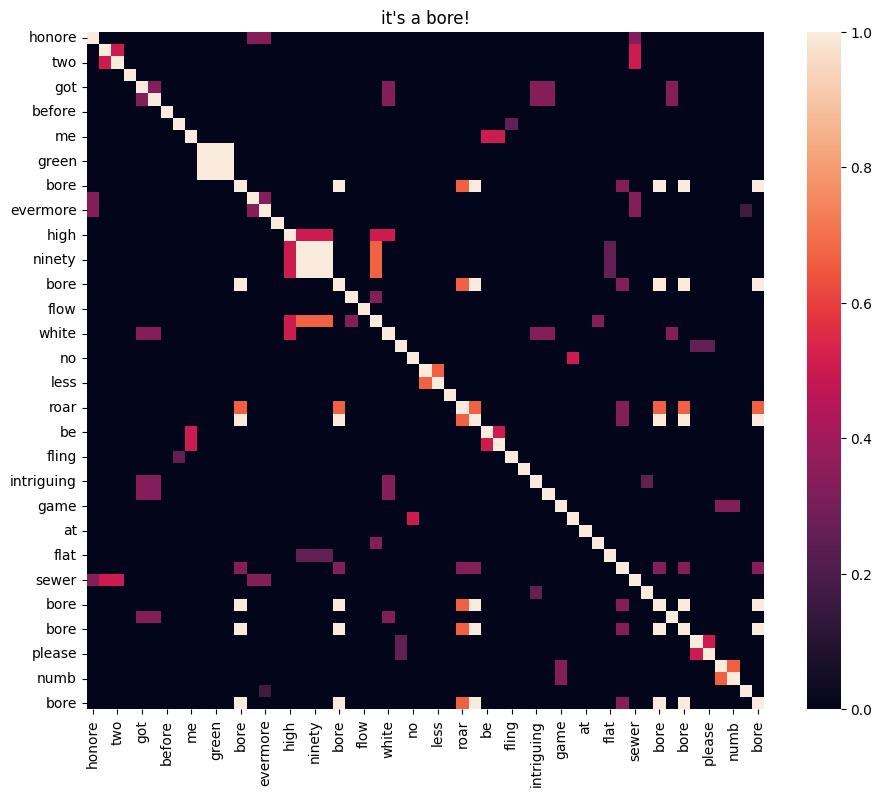 it's a bore!
honore
two
got
before
me
green
bore
evermore
high
ninety
bore
flow
white
no
less
roar
be
fling
intriguing
game
at
flat
sewer
bore
bore
please
numb
bore
honore
two
got
before
me
green
bore
evermore
high
ninety
bore
flow
white
no
less
roar
be
fling
intriguing
game
at
flat
sewer
bore
bore
please
numb
bore
1.0
0.8
0.6
0.4
0.2
0.0